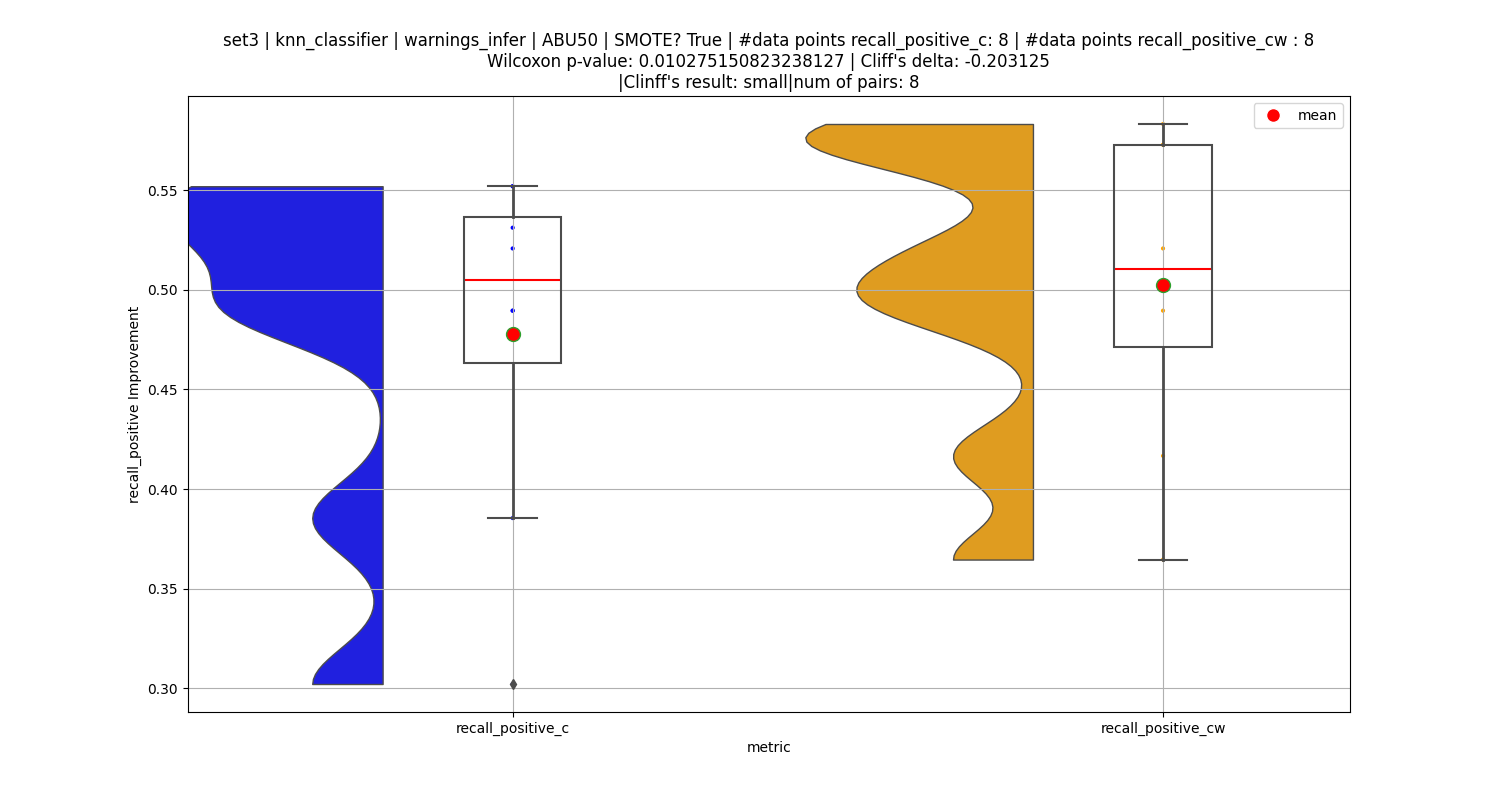 set3 | knn_classifier | warnings_infer | ABU50 | SMOTE? True | #data points recall_positive_c: 8 | #data points recall_positive_cw : 8
Wilcoxon p-value: 0.010275150823238127 | Cliff's delta: -0.203125
|Clinff's result: small|num of pairs: 8
mean
recall_positive Improvement
0.55
0.50
0.45
0.40
0.35
0.30
recall_positive_c
recall_positive_cw
metric